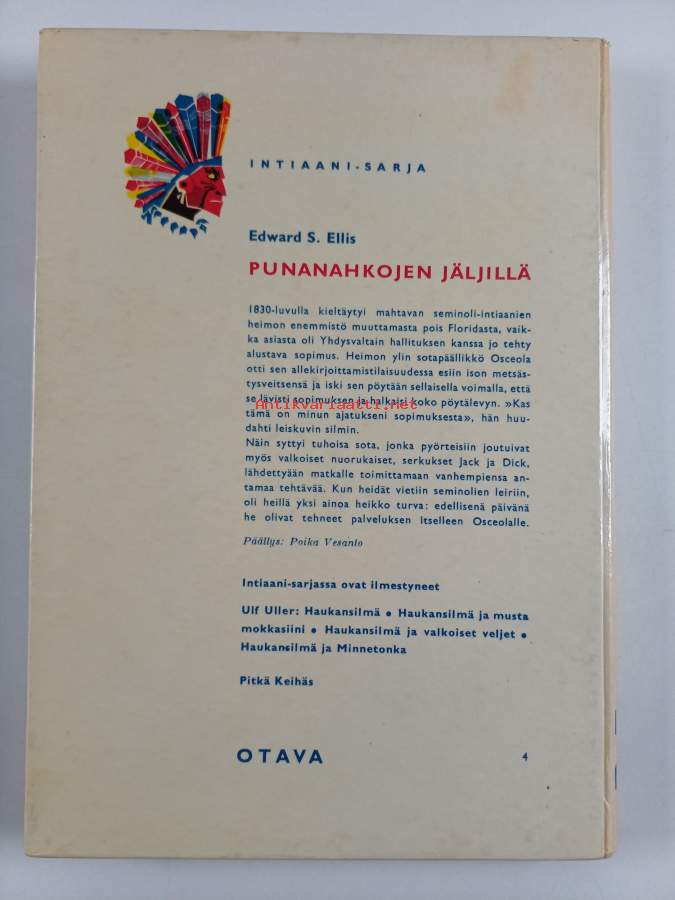 INTIAANI-SARJA
Edward S. Ellis
PUNANAHKOJEN JÄLJILLÄ
1830-luvulla kieltäytyi mahtavan seminoli-intiaanien
heimon enemmistö muuttamasta pois Floridasta, vaik-
ka asiasta oli Yhdysvaltain hallituksen kanssa jo tehty
alustava sopimus. Heimon ylin sotapäällikkö Osceola
otti sen allekirjoittamistilaisuudessa esiin ison metsäs-
tysveitsensä ja iski sen pöytään sellaisella voimalla, että
se lävisti sopimuksen ja halkaisi koko pöytälevyn. »Kas
Antikvariaatti.net
tämä on minun ajatukseni sopimuksesta», hän huu-
dahti leiskuvin silmin.
Näin syttyi tuhoisa sota, jonka pyörteisiin joutuivat
myös valkoiset nuorukaiset, serkukset Jack ja Dick,
lähdettyään matkalle toimittamaan vanhempiensa an-
tamaa tehtävää. Kun heidät vietiin seminolien leiriin,
oli heillä yksi ainoa heikko turva: edellisenä päivänä
he olivat tehneet palveluksen itselleen Osceolalle.
Päällys: Poika Vesanto
Intiaani-sarjassa ovat ilmestyneet
Ulf Uller: Haukansilmä • Haukansilmä ja musta
mokkasiini • Haukansilmä ja valkoiset veljet •
Haukansilmä ja Minnetonka
Pitkä Keihäs
OTAVA 4